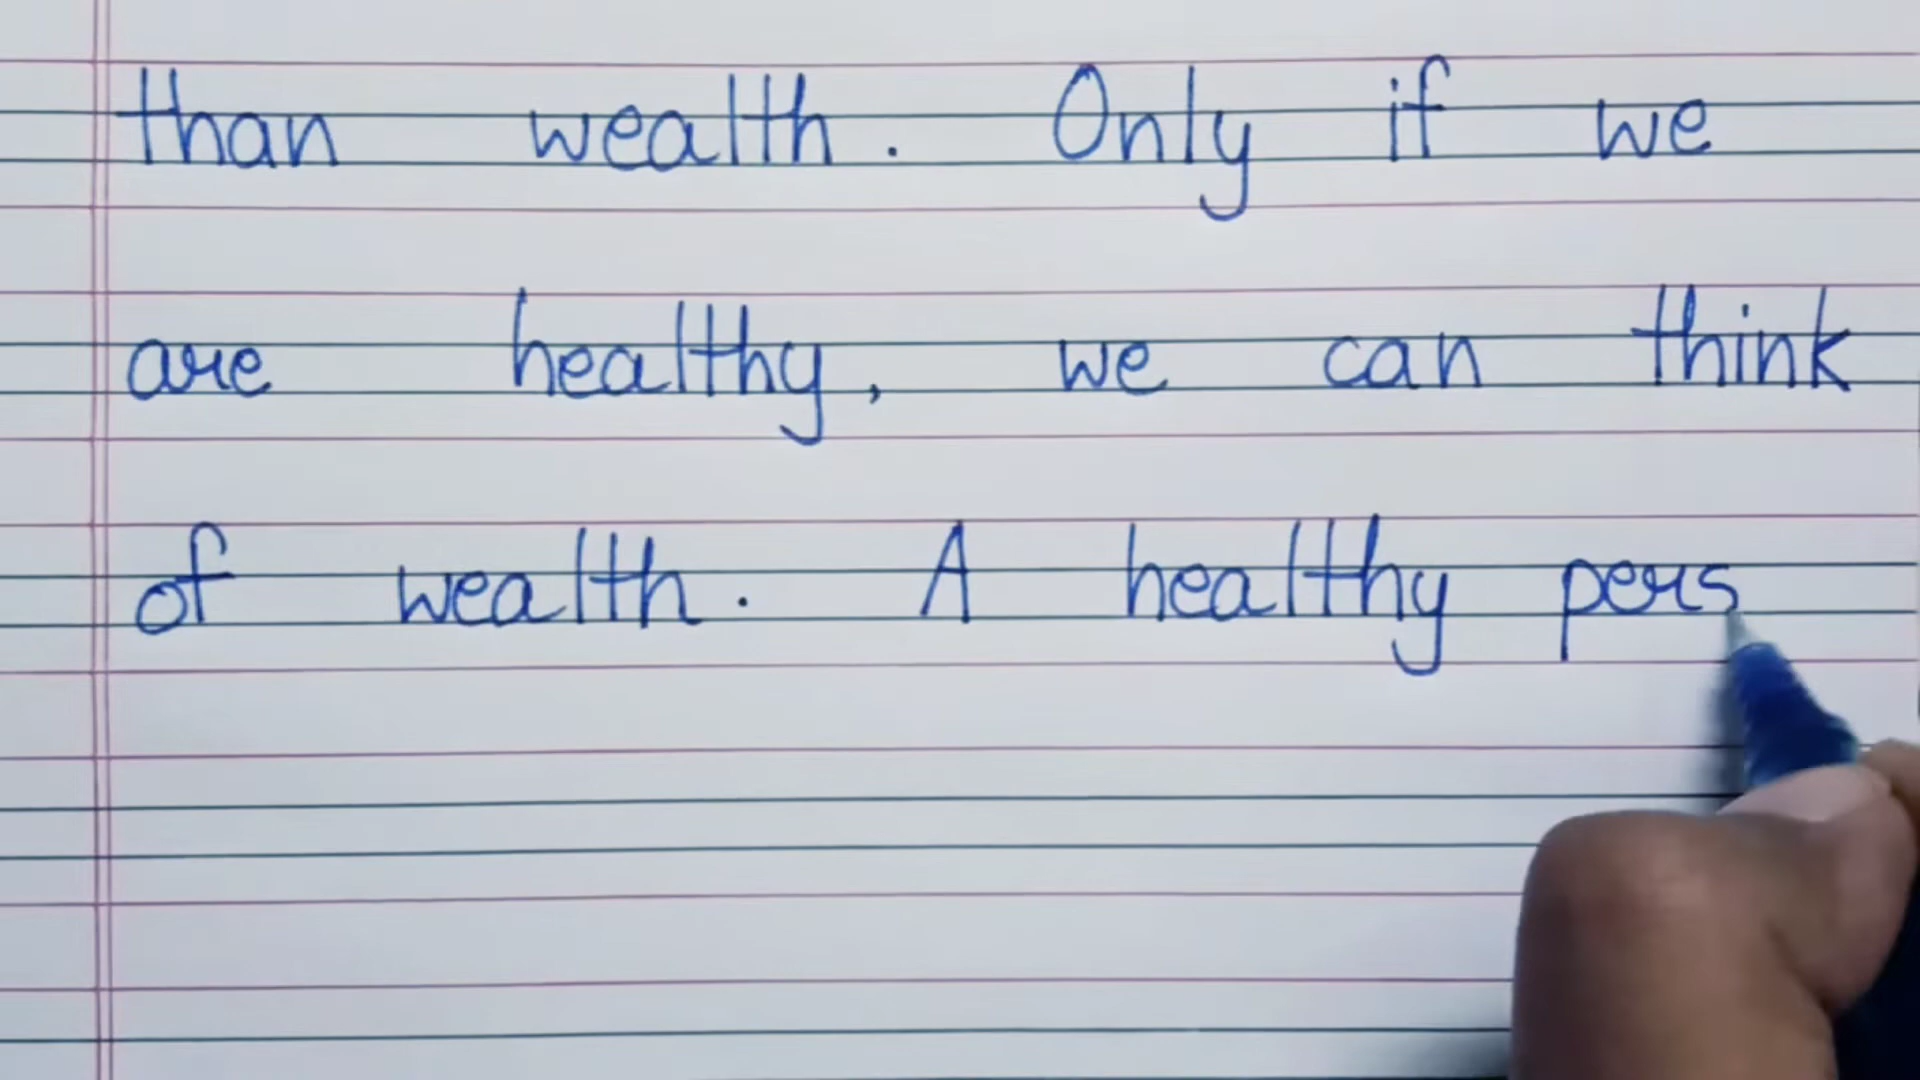 than wealth. Only if we
are healthy, we can think
of wealth. A healthy pers